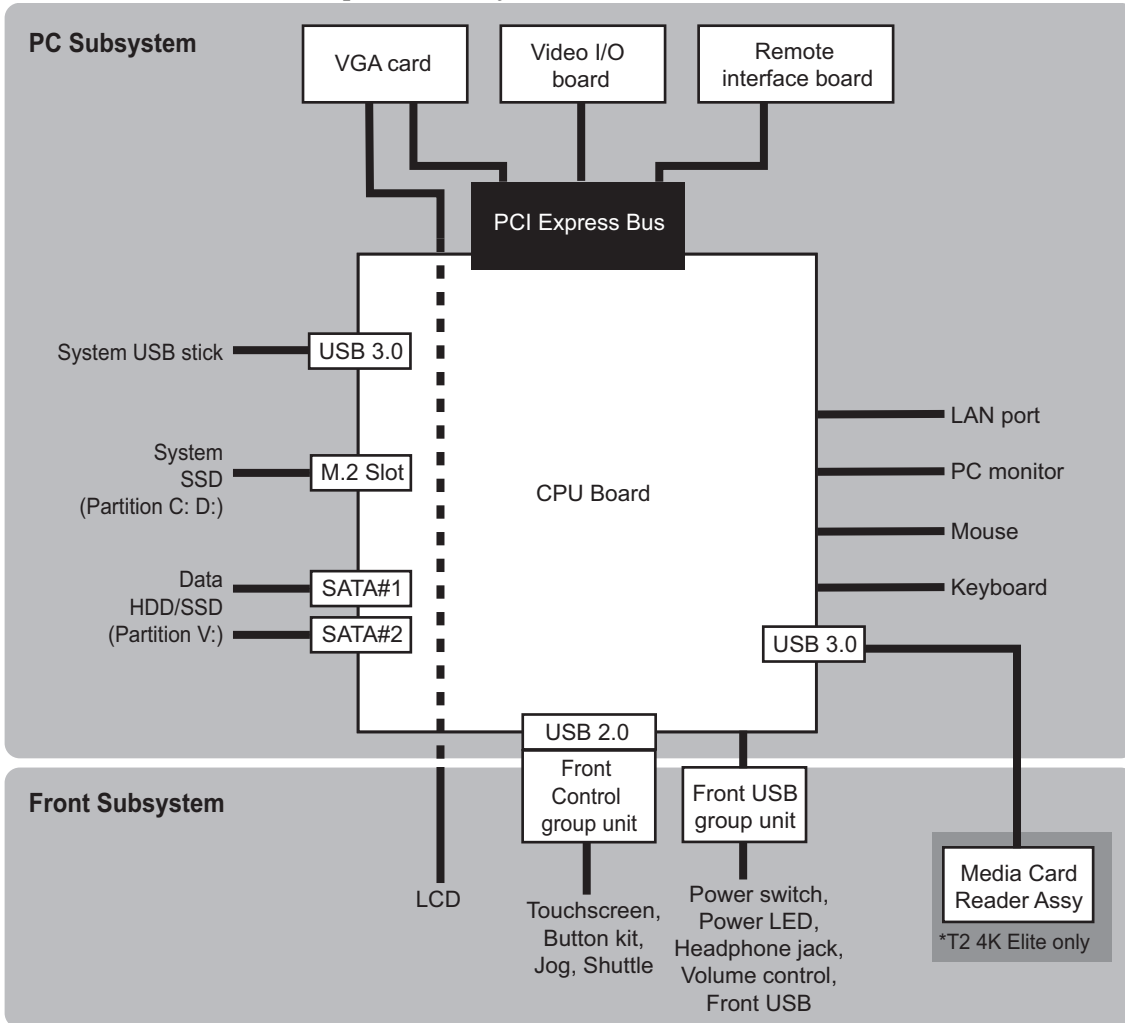 PC Subsystem
VGA card
Video I/O
board
Remote
interface board
PCI Express Bus
System USB stick
USB 3.0
System
SSD
(Partition C: D:)
M.2 Slot
CPU Board
Data
HDD/SSD
(Partition V:)
SATA#1
SATA#2
LAN port
PC monitor
Mouse
Keyboard
USB 3.0
USB 2.0
Front Subsystem
Front
Control
group unit
Front USB
group unit
LCD
Touchscreen,
Button kit,
Jog, Shuttle
Power switch,
Power LED,
Headphone jack,
Volume control,
Front USB
Media Card
Reader Assy
*T2 4K Elite only